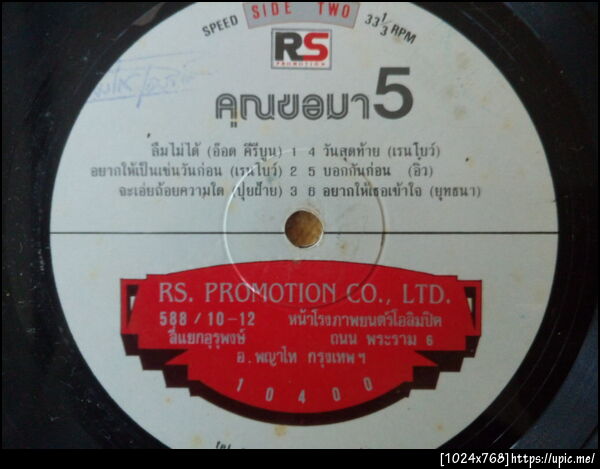 SIDE TWO
SPEED 33 1/3 RPM
RS
PROMOTION
คุณขอมา 5
ลืมไม่ได้ (อ๊อด คีรีบูน) 1 4 วันสุดท้าย (เรนโบว์)
อยากให้เป็นเช่นวันก่อน (เรนโบว์) 2 5 บอกกันก่อน (อิ๋ว)
จะเอ่ยถ้อยความใด (ปุยฝ้าย) 3 6 อยากให้เธอเข้าใจ (ยุทธนา)
RS. PROMOTION CO., LTD.
588 / 10-12 หน้าโรงภาพยนตร์โอลิมปิค
สี่แยกอุรุพงษ์ ถนน พระราม 6
อ. พญาไท กรุงเทพ ฯ
10400
[1024x768]https://upic.me/